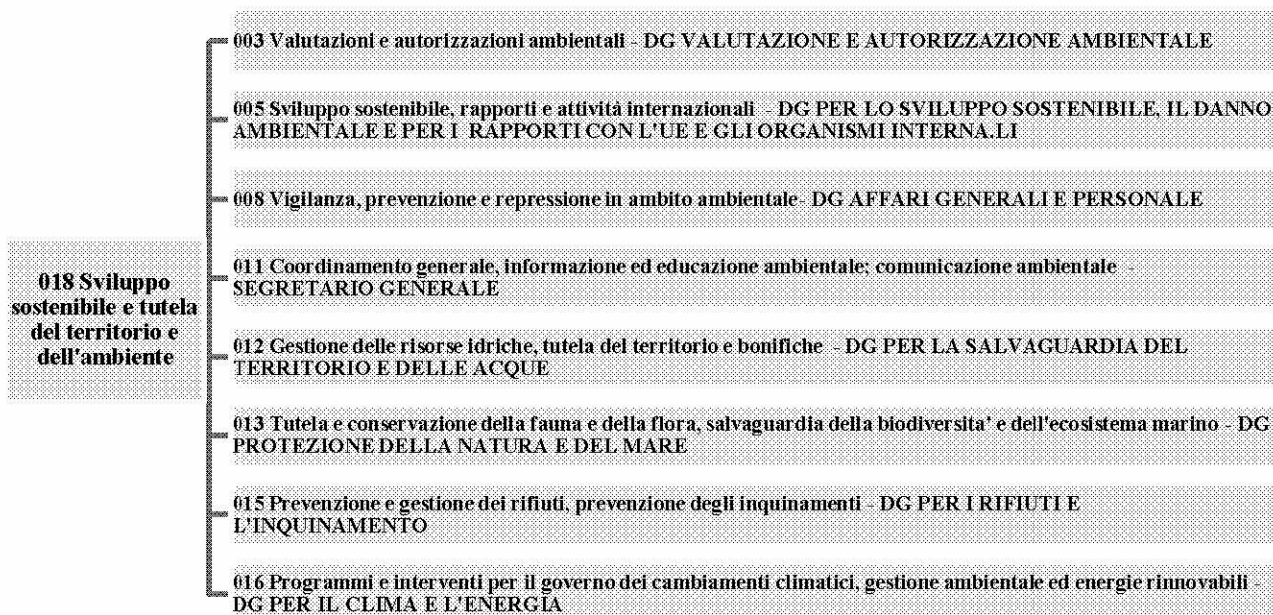 003 Valutazioni e autorizzazioni ambientali - DG VALUTAZIONE E AUTORIZZAZIONE AMBIENTALE
005 Sviluppo sostenibile, rapporti e attività internazionali - DG PER LO SVILUPPO SOSTENIBILE, IL DANNO
AMBIENTALE E PER I RAPPORTI CON L'UE E GLI ORGANISMI INTERNA.LI
008 Vigilanza, prevenzione e repressione in ambito ambientale- DG AFFARI GENERALI E PERSONALE
018 Sviluppo
sostenibile e tutela
del territorio e
dell'ambiente
011 Coordinamento generale, informazione ed educazione ambientale; comunicazione ambientale -
SEGRETARIO GENERALE
012 Gestione delle risorse idriche, tutela del territorio e bonifiche - DG PER LA SALVAGUARDIA DEL
TERRITORIO E DELLE ACQUE
013 Tutela e conservazione della fauna e della flora, salvaguardia della biodiversita' e dell'ecosistema marino - DG
PROTEZIONE DELLA NATURA E DEL MARE
015 Prevenzione e gestione dei rifiuti, prevenzione degli inquinamenti - DG PER I RIFIUTI E
L'INQUINAMENTO
016 Programmi e interventi per il governo dei cambiamenti climatici, gestione ambientale ed energie rinnovabili -
DG PER IL CLIMA E L'ENERGIA